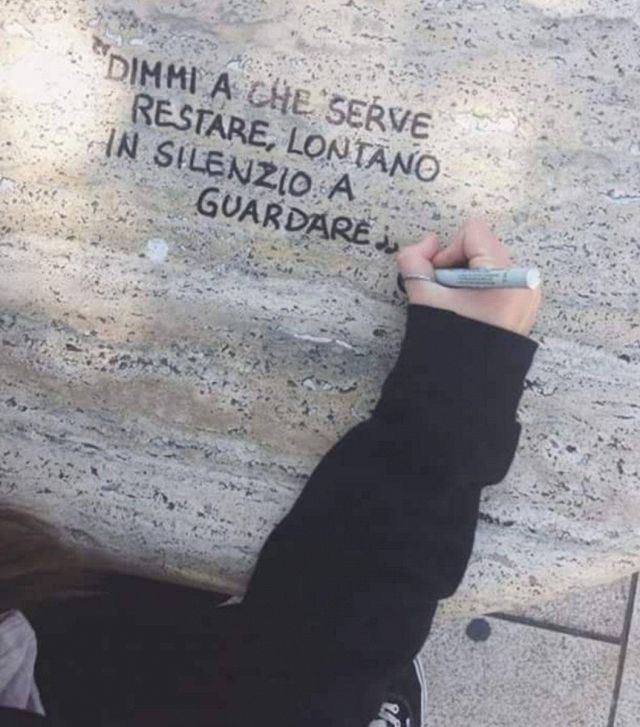 "DIMMI A CHE SERVE
RESTARE, LONTANO
IN SILENZIO A
GUARDARE„